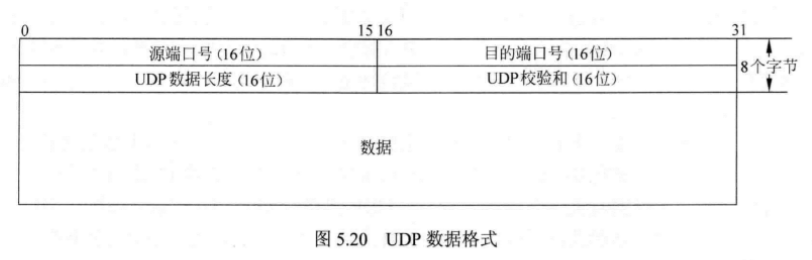 0 15 16 31
源端口号(16位) 目的端口号(16位)
UDP数据长度(16位) UDP校验和(16位)
8个字节
数据
图 5.20 UDP 数据格式